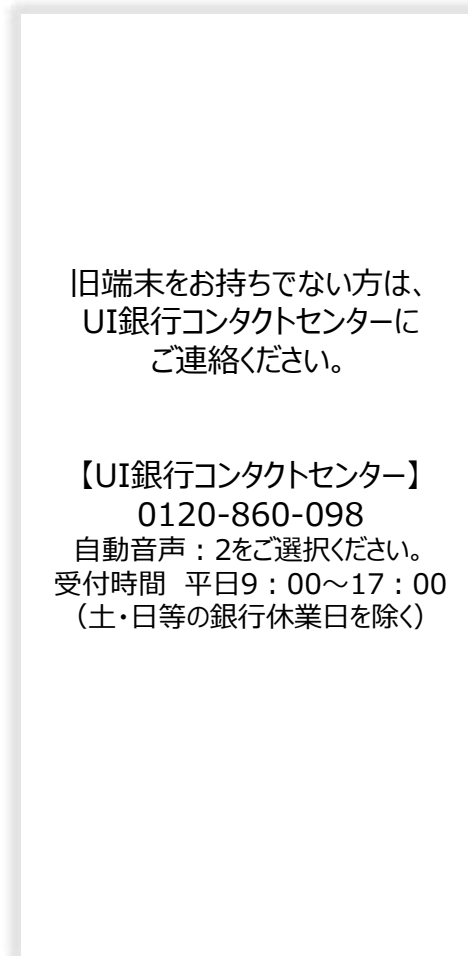 旧端末をお持ちでない方は、
UI銀行コンタクトセンターに
ご連絡ください。
【UI銀行コンタクトセンター】
0120-860-098
自動音声：2をご選択ください。
受付時間 平日9：00～17：00
（土・日等の銀行休業日を除く）